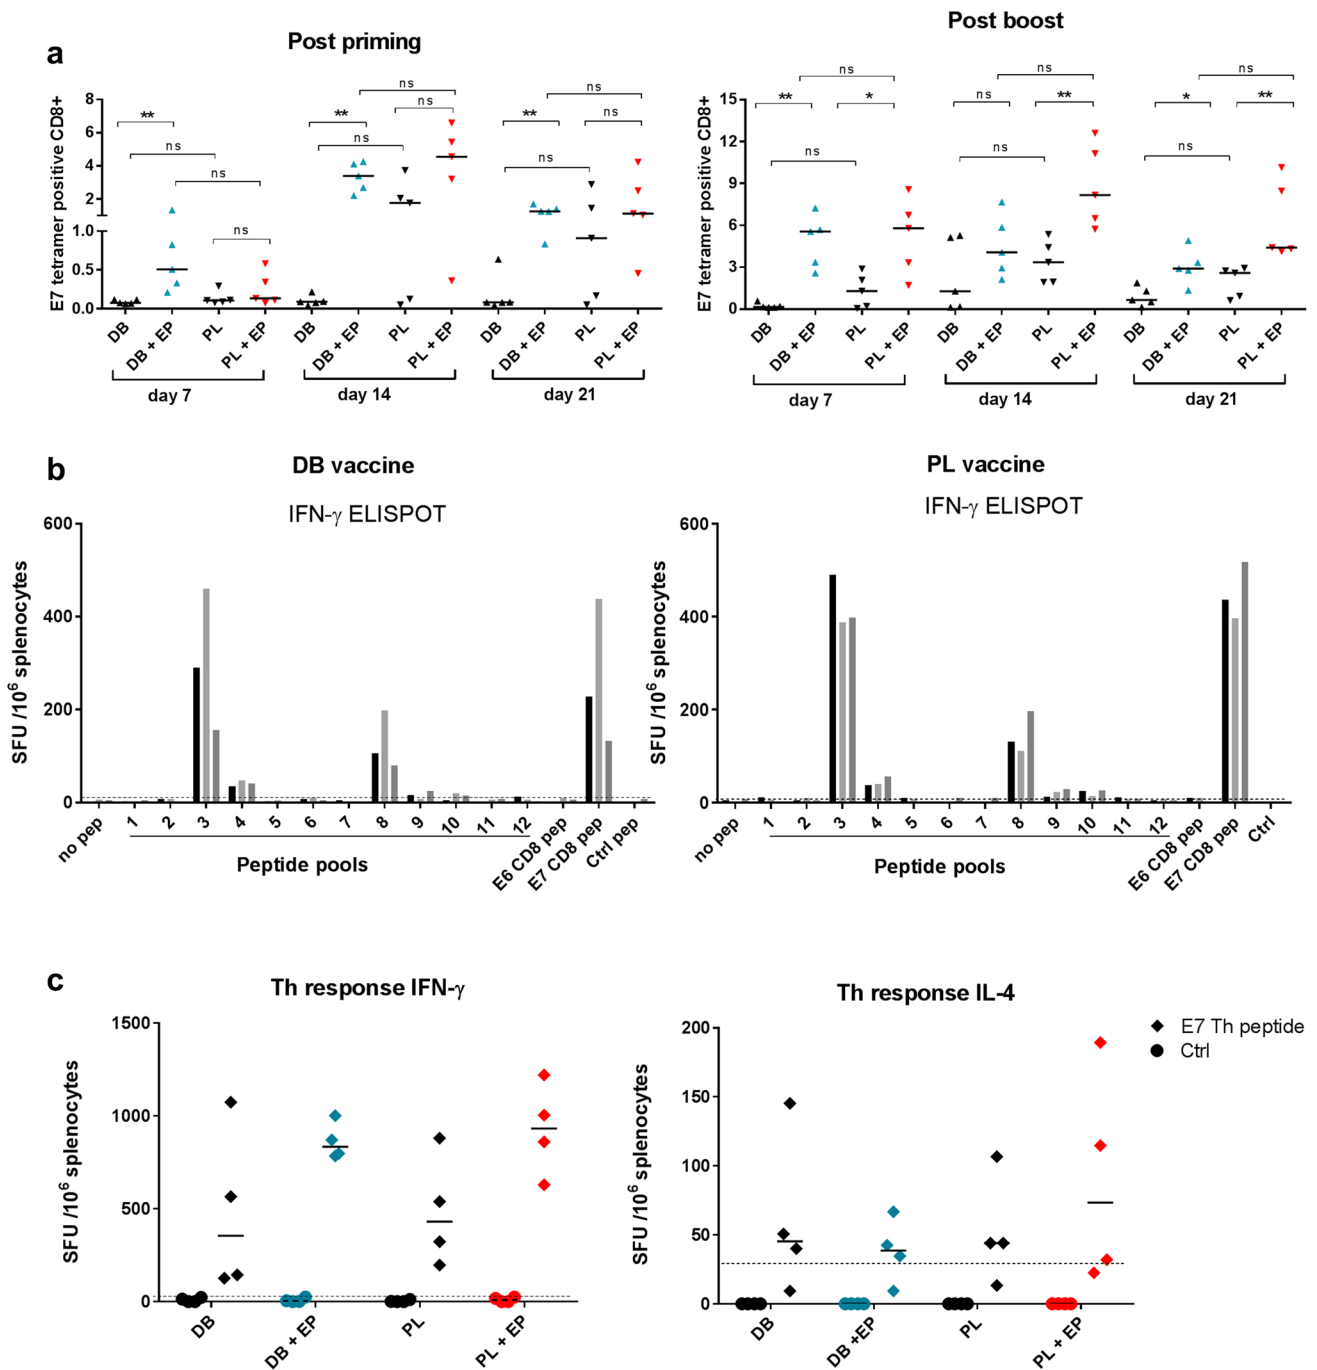 a
Post priming
Post boost
E7 tetramer positive CD8+
8
6
4
2
1.0
0.5
0.0
**
ns
ns
ns
**
ns
ns
ns
**
ns
ns
ns
DB
DB + EP
PL
PL + EP
DB
DB + EP
PL
PL + EP
DB
DB + EP
PL
PL + EP
day 7
day 14
day 21
E7 tetramer positive CD8+
15
12
9
6
3
0
ns
**
*
ns
ns
ns
**
ns
ns
*
**
ns
DB
DB + EP
PL
PL + EP
DB
DB + EP
PL
PL + EP
DB
DB + EP
PL
PL + EP
day 7
day 14
day 21
b
DB vaccine
IFN-γ ELISPOT
SFU /10⁶ splenocytes
600
400
200
0
no pep
1
2
3
4
5
6
7
8
9
10
11
12
E6 CD8 pep
E7 CD8 pep
Ctrl pep
Peptide pools
PL vaccine
IFN-γ ELISPOT
SFU /10⁶ splenocytes
600
400
200
0
no pep
1
2
3
4
5
6
7
8
9
10
11
12
E6 CD8 pep
E7 CD8 pep
Ctrl
Peptide pools
c
Th response IFN-γ
SFU /10⁶ splenocytes
1500
1000
500
0
DB
DB + EP
PL
PL + EP
Th response IL-4
SFU /10⁶ splenocytes
200
150
100
50
0
DB
DB +EP
PL
PL + EP
E7 Th peptide
Ctrl